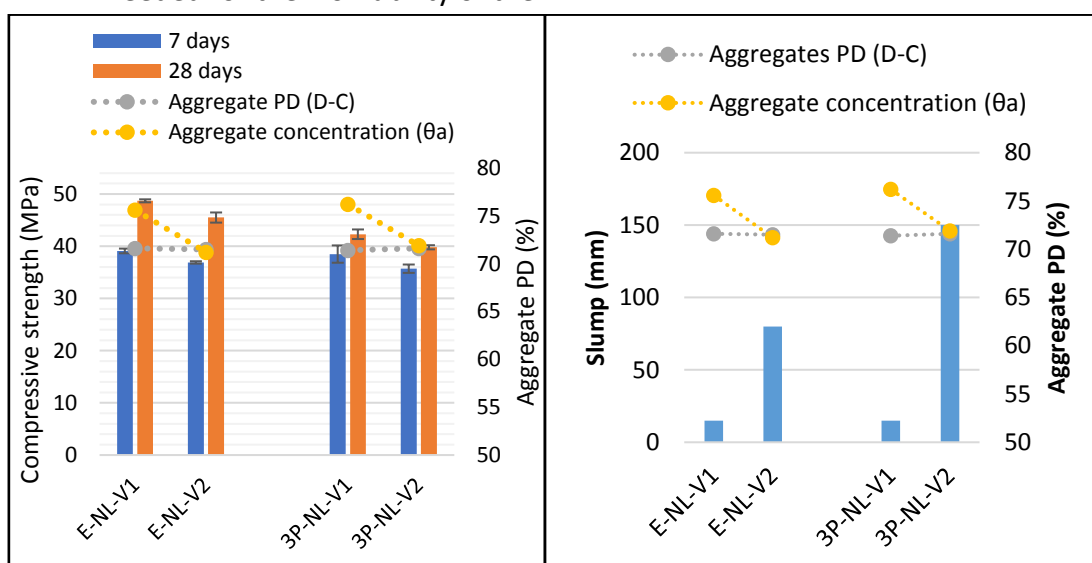 7 days
28 days
Aggregate PD (D-C)
Aggregate concentration (θa)
Compressive strength (MPa)
50
40
30
20
10
0
80
75
70
65
60
55
50
Aggregate PD (%)
E-NL-V1
E-NL-V2
3P-NL-V1
3P-NL-V2
Aggregates PD (D-C)
Aggregate concentration (θa)
Slump (mm)
200
150
100
50
0
80
75
70
65
60
55
50
Aggregate PD (%)
E-NL-V1
E-NL-V2
3P-NL-V1
3P-NL-V2